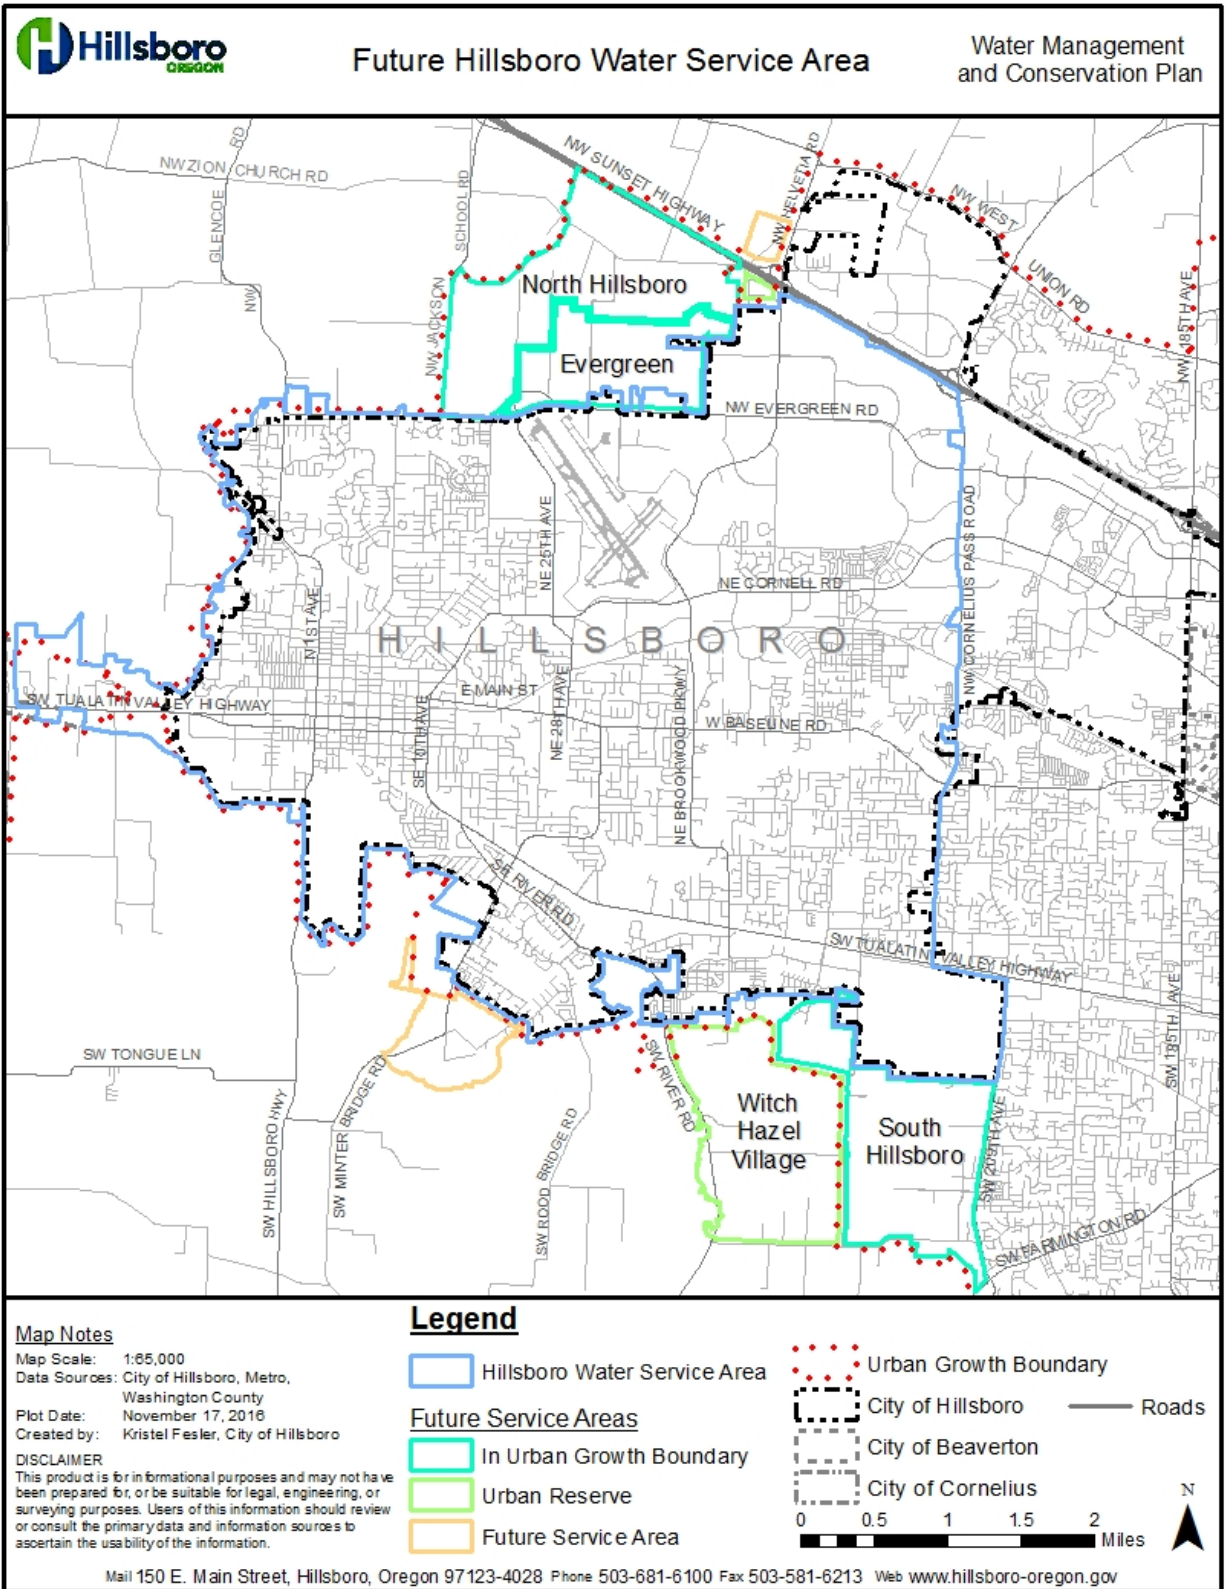 Hillsboro
OREGON
Future Hillsboro Water Service Area
Water Management
and Conservation Plan
NW ZION CHURCH RD
RD
GLENCOE
NW
SCHOOL RD
NW JACKSON
NW SUNSET HIGHWAY
NW HELVETIA RD
NW WEST
UNION RD
NW 185TH AVE
North Hillsboro
Evergreen
NW EVERGREEN RD
NE 25TH AVE
NW CORNELIUS PASS ROAD
NE CORNELL RD
N 1ST AVE
HILLSBORO
E MAIN ST
SW TUALATIN VALLEY HIGHWAY
SE 10TH AVE
NE 28TH AVE
NE BROOKWOOD PKWY
W BASELINE RD
SE RIVER RD
SW TUALATIN VALLEY HIGHWAY
SW 185TH AVE
SW TONGUE LN
SW HILLSBORO HWY
SW MINTER BRIDGE RD
SW ROOD BRIDGE RD
SW RIVER RD
Witch
Hazel
Village
South
Hillsboro
SW 209TH AVE
SW FARMINGTON RD
Map Notes
Map Scale: 1:65,000
Data Sources: City of Hillsboro, Metro,
Washington County
Plot Date: November 17, 2016
Created by: Kristel Fesler, City of Hillsboro
DISCLAIMER
This product is for informational purposes and may not have
been prepared for, or be suitable for legal, engineering, or
surveying purposes. Users of this information should review
or consult the primary data and information sources to
ascertain the usability of the information.
Legend
Hillsboro Water Service Area
Future Service Areas
In Urban Growth Boundary
Urban Reserve
Future Service Area
Urban Growth Boundary
City of Hillsboro
Roads
City of Beaverton
City of Cornelius
N
0 0.5 1 1.5 2
Miles
Mail 150 E. Main Street, Hillsboro, Oregon 97123-4028 Phone 503-681-6100 Fax 503-581-6213 Web www.hillsboro-oregon.gov